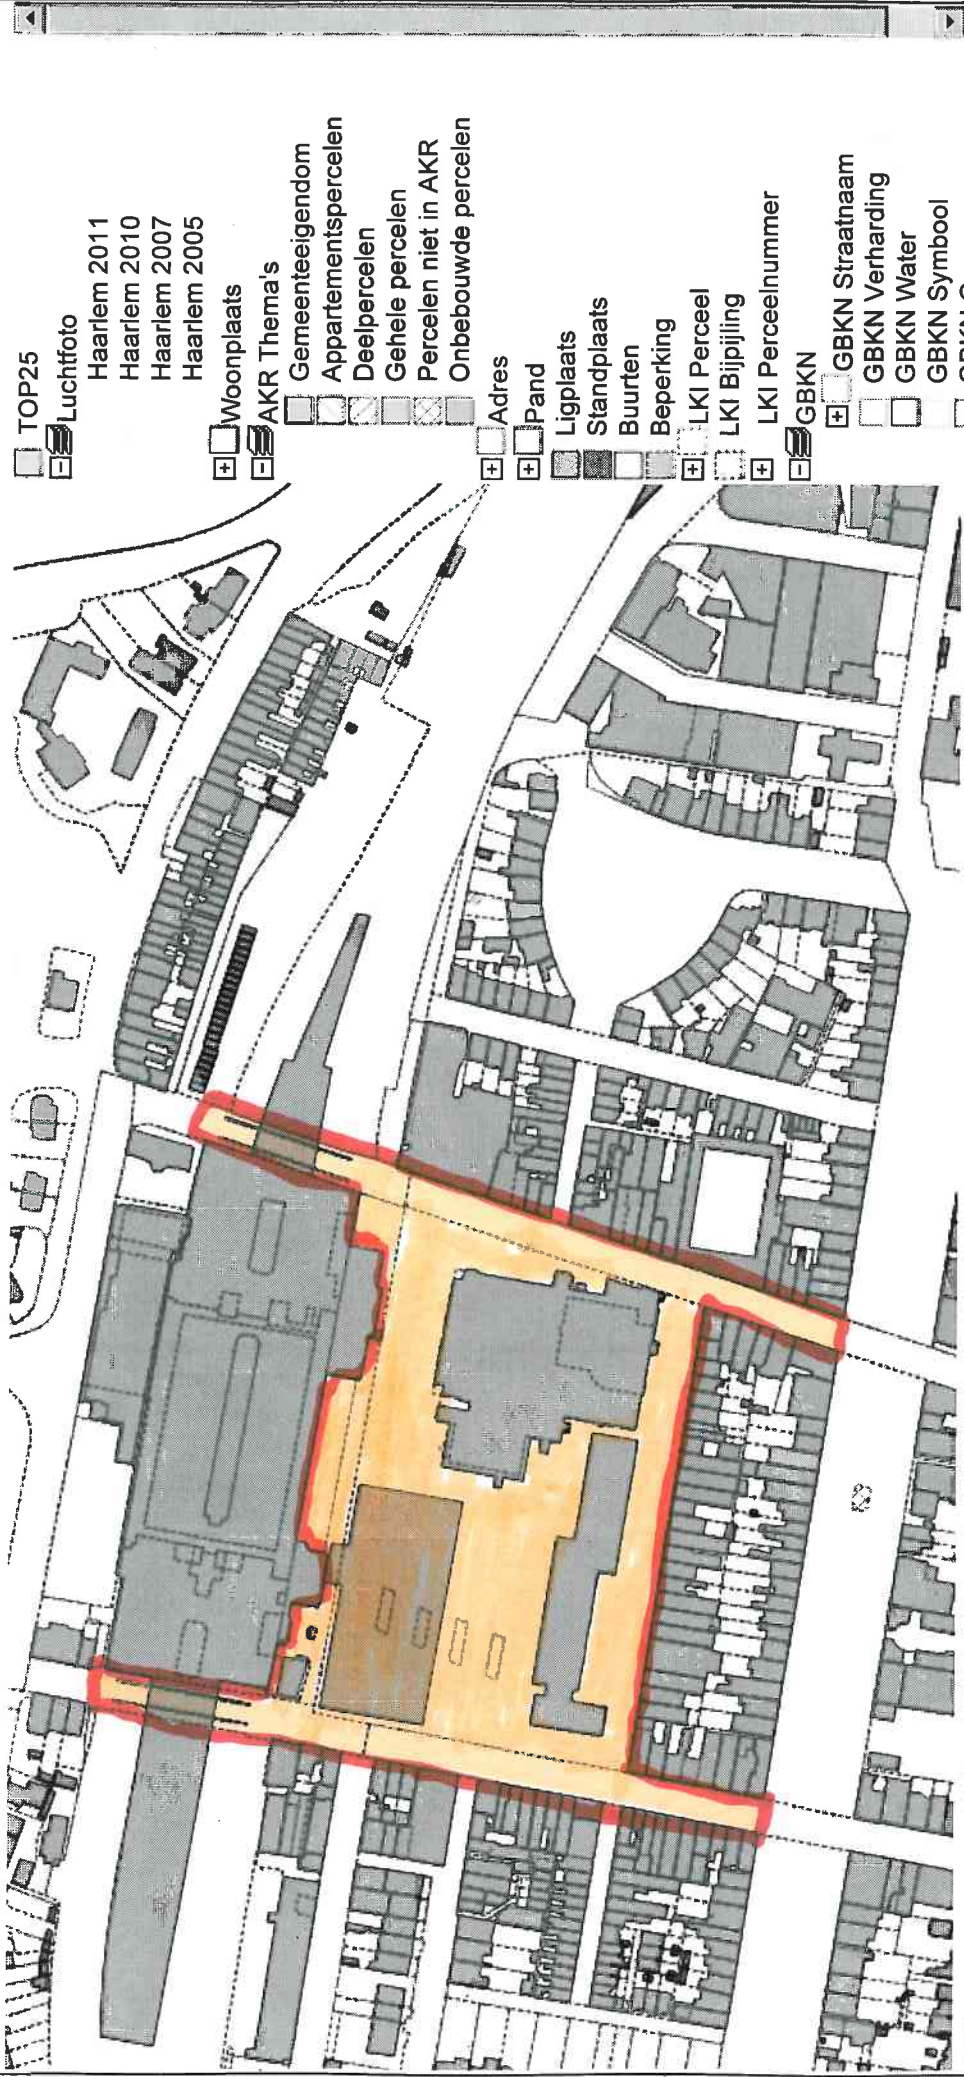 TOP25
Luchtfoto
Haarlem 2011
Haarlem 2010
Haarlem 2007
Haarlem 2005
Woonplaats
AKR Thema's
Gemeenteeigendom
Appartementspercelen
Deelpercelen
Gehele percelen
Percelen niet in AKR
Onbebouwde percelen
Adres
Pand
Ligplaats
Standplaats
Buurten
Beperking
LKI Perceel
LKI Bijpijling
LKI Perceelnummer
GBKN
GBKN Straatnaam
GBKN Verharding
GBKN Water
GBKN Symbool